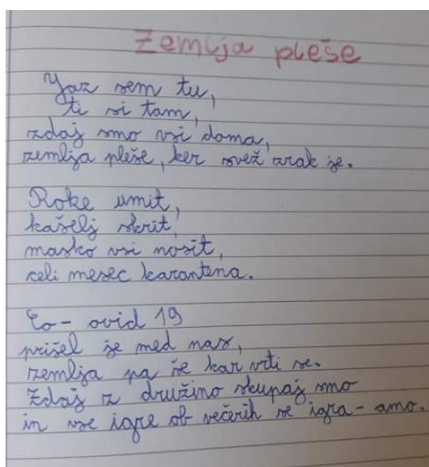 Zemlja pleše
Jaz sem tu,
ti si tam,
zdaj smo vsi doma,
zemlja pleše, ker svež zrak je.
Roke umit,
kašelj skrit,
masko vsi nosit,
celi mesec karantena.
Co - ovid 19
prišel je med nas,
zemlja pa še kar vrti se.
Zdaj z družino skupaj smo
in vse igre ob večerih se igra - amo.